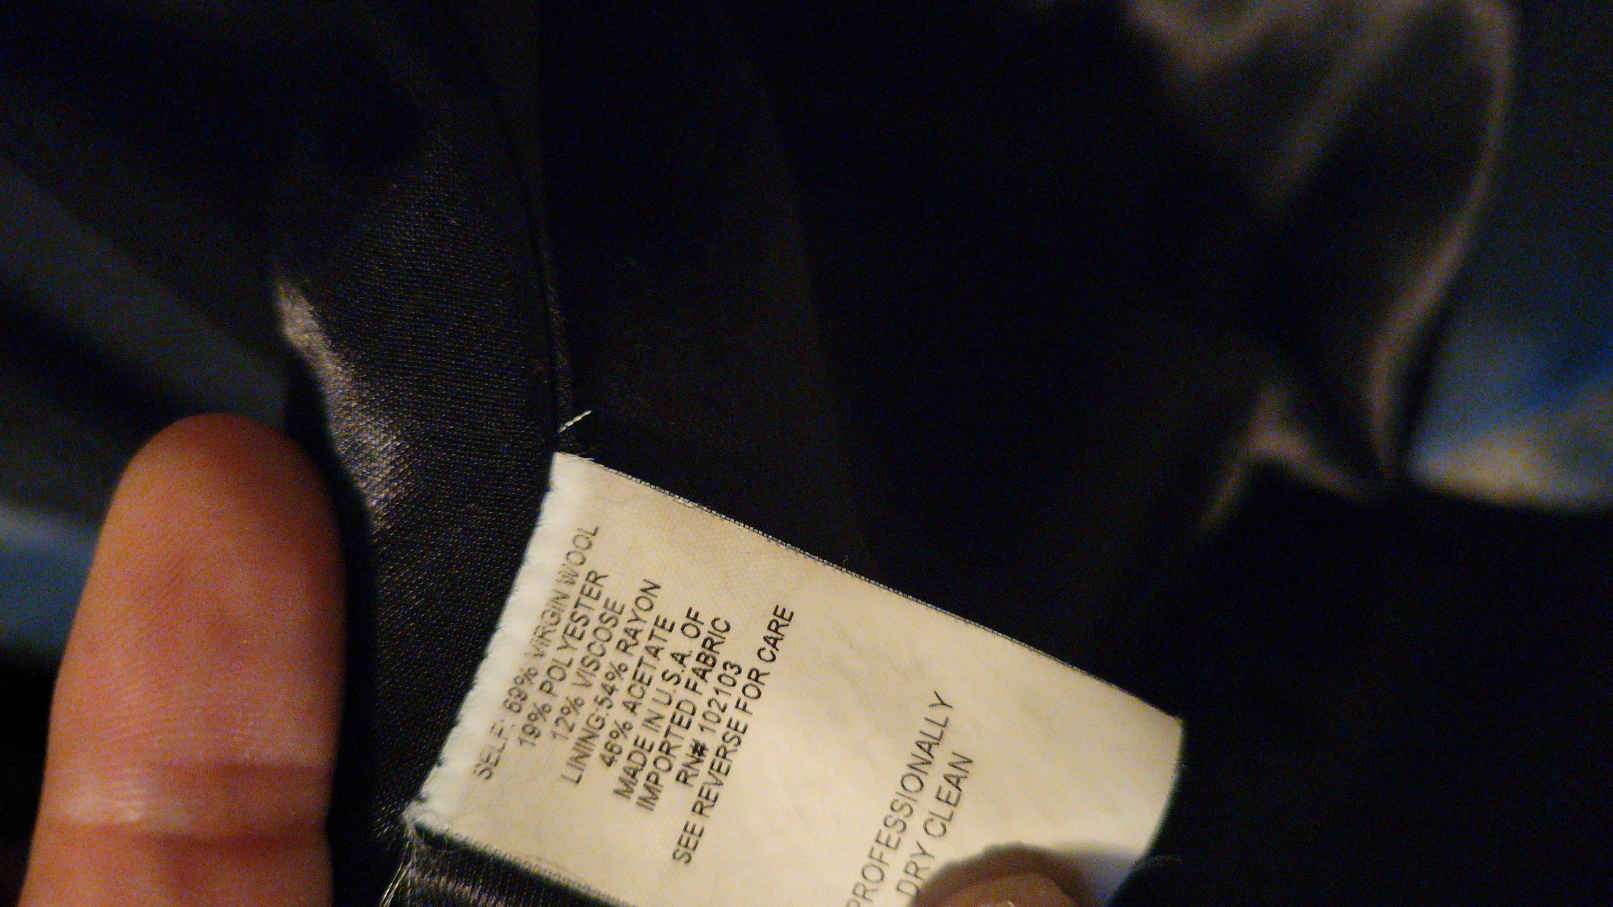 SELF: 69% VIRGIN WOOL
19% POLYESTER
12% VISCOSE
LINING:54% RAYON
46% ACETATE
MADE IN U.S.A. OF
IMPORTED FABRIC
RN# 102103
SEE REVERSE FOR CARE
PROFESSIONALLY
DRY CLEAN